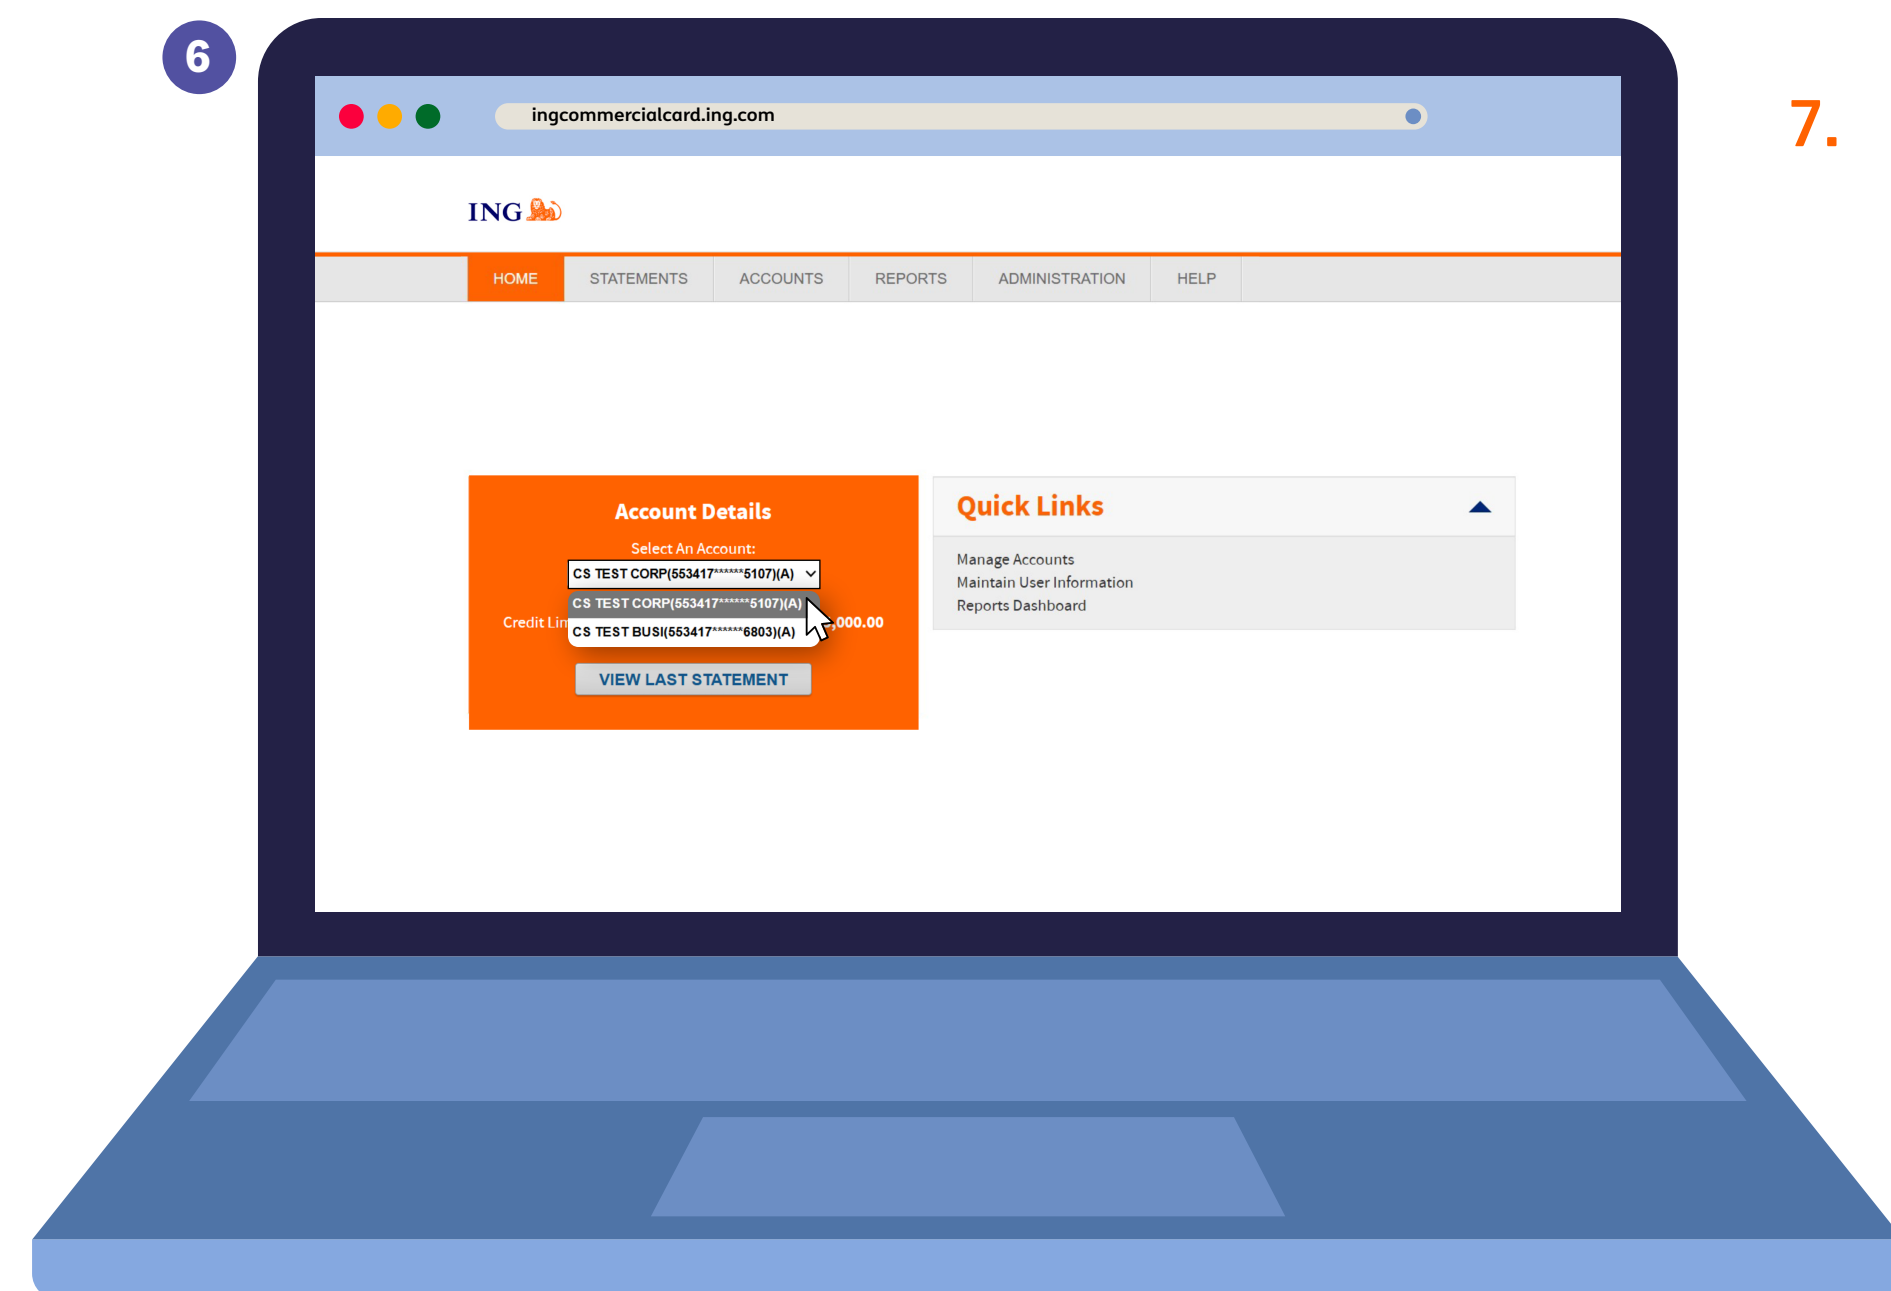 6
7.
ingcommercialcard.ing.com
ING
HOME STATEMENTS ACCOUNTS REPORTS ADMINISTRATION HELP
Account Details
Select An Account:
CS TEST CORP(553417******5107)(A)
CS TEST CORP(553417******5107)(A)
Credit ,000.00
CS TEST BUSI(553417******6803)(A)
VIEW LAST STATEMENT
Quick Links
Manage Accounts
Maintain User Information
Reports Dashboard